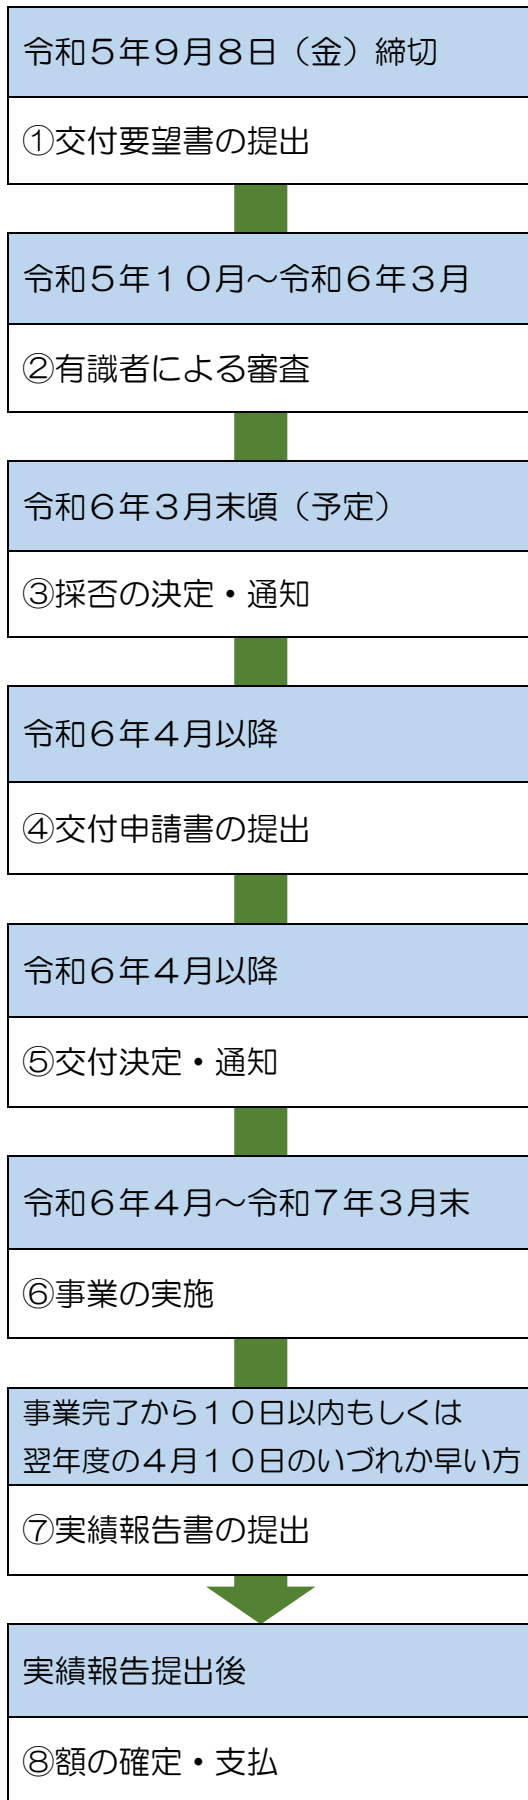 令和５年９月８日（金）締切
①交付要望書の提出
令和５年１０月～令和６年３月
②有識者による審査
令和６年３月末頃（予定）
③採否の決定・通知
令和６年４月以降
④交付申請書の提出
令和６年４月以降
⑤交付決定・通知
令和６年４月～令和７年３月末
⑥事業の実施
事業完了から１０日以内もしくは
翌年度の４月１０日のいづれか早い方
⑦実績報告書の提出
実績報告提出後
⑧額の確定・支払